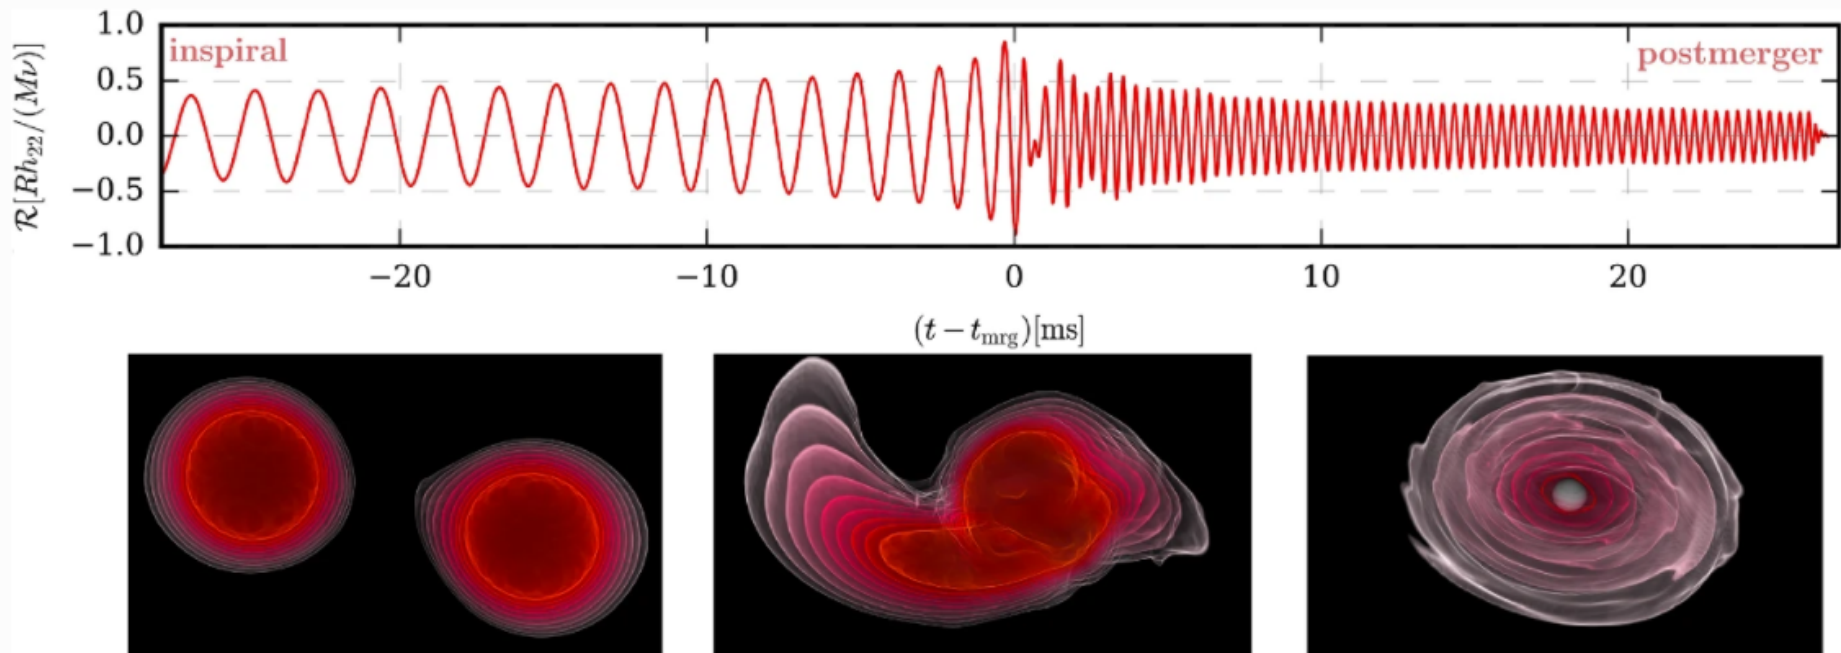 1.0
inspiral
postmerger
0.5
0.0
−0.5
−1.0
ℛ[Rh₂₂/(Mν)]
−20 −10 0 10 20
(t − tₘᵣg)[ms]